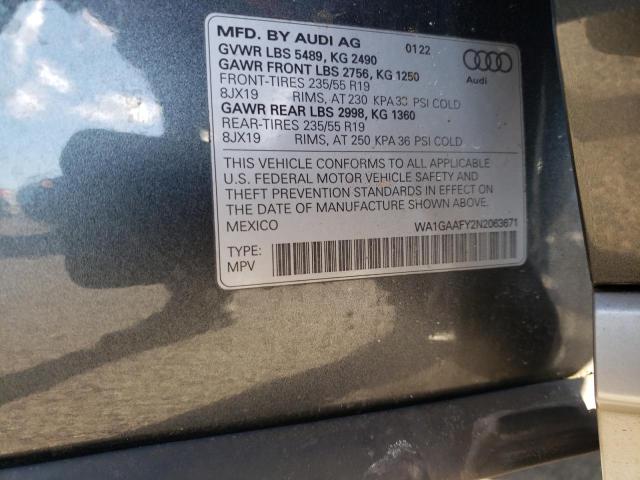 MFD. BY AUDI AG 0122
GVWR LBS 5489, KG 2490
GAWR FRONT LBS 2756, KG 1250
FRONT-TIRES 235/55 R19
8JX19 RIMS, AT 230 KPA 33 PSI COLD
GAWR REAR LBS 2998, KG 1360
REAR-TIRES 235/55 R19
8JX19 RIMS, AT 250 KPA 36 PSI COLD
Audi
THIS VEHICLE CONFORMS TO ALL APPLICABLE
U.S. FEDERAL MOTOR VEHICLE SAFETY AND
THEFT PREVENTION STANDARDS IN EFFECT ON
THE DATE OF MANUFACTURE SHOWN ABOVE.
MEXICO WA1GAAFY2N2063671
TYPE:
MPV